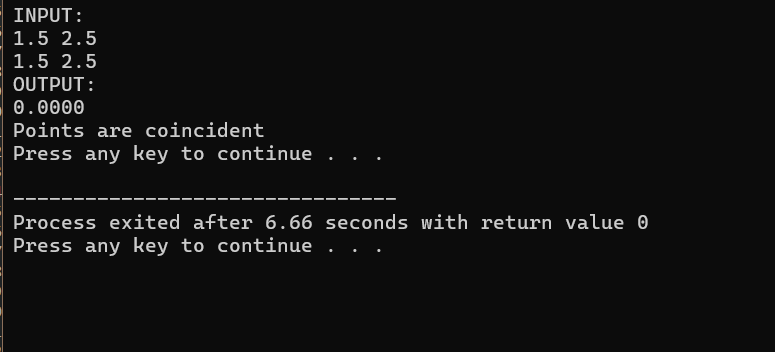 INPUT:
1.5 2.5
1.5 2.5
OUTPUT:
0.0000
Points are coincident
Press any key to continue . . .
--------------------------------
Process exited after 6.66 seconds with return value 0
Press any key to continue . . .